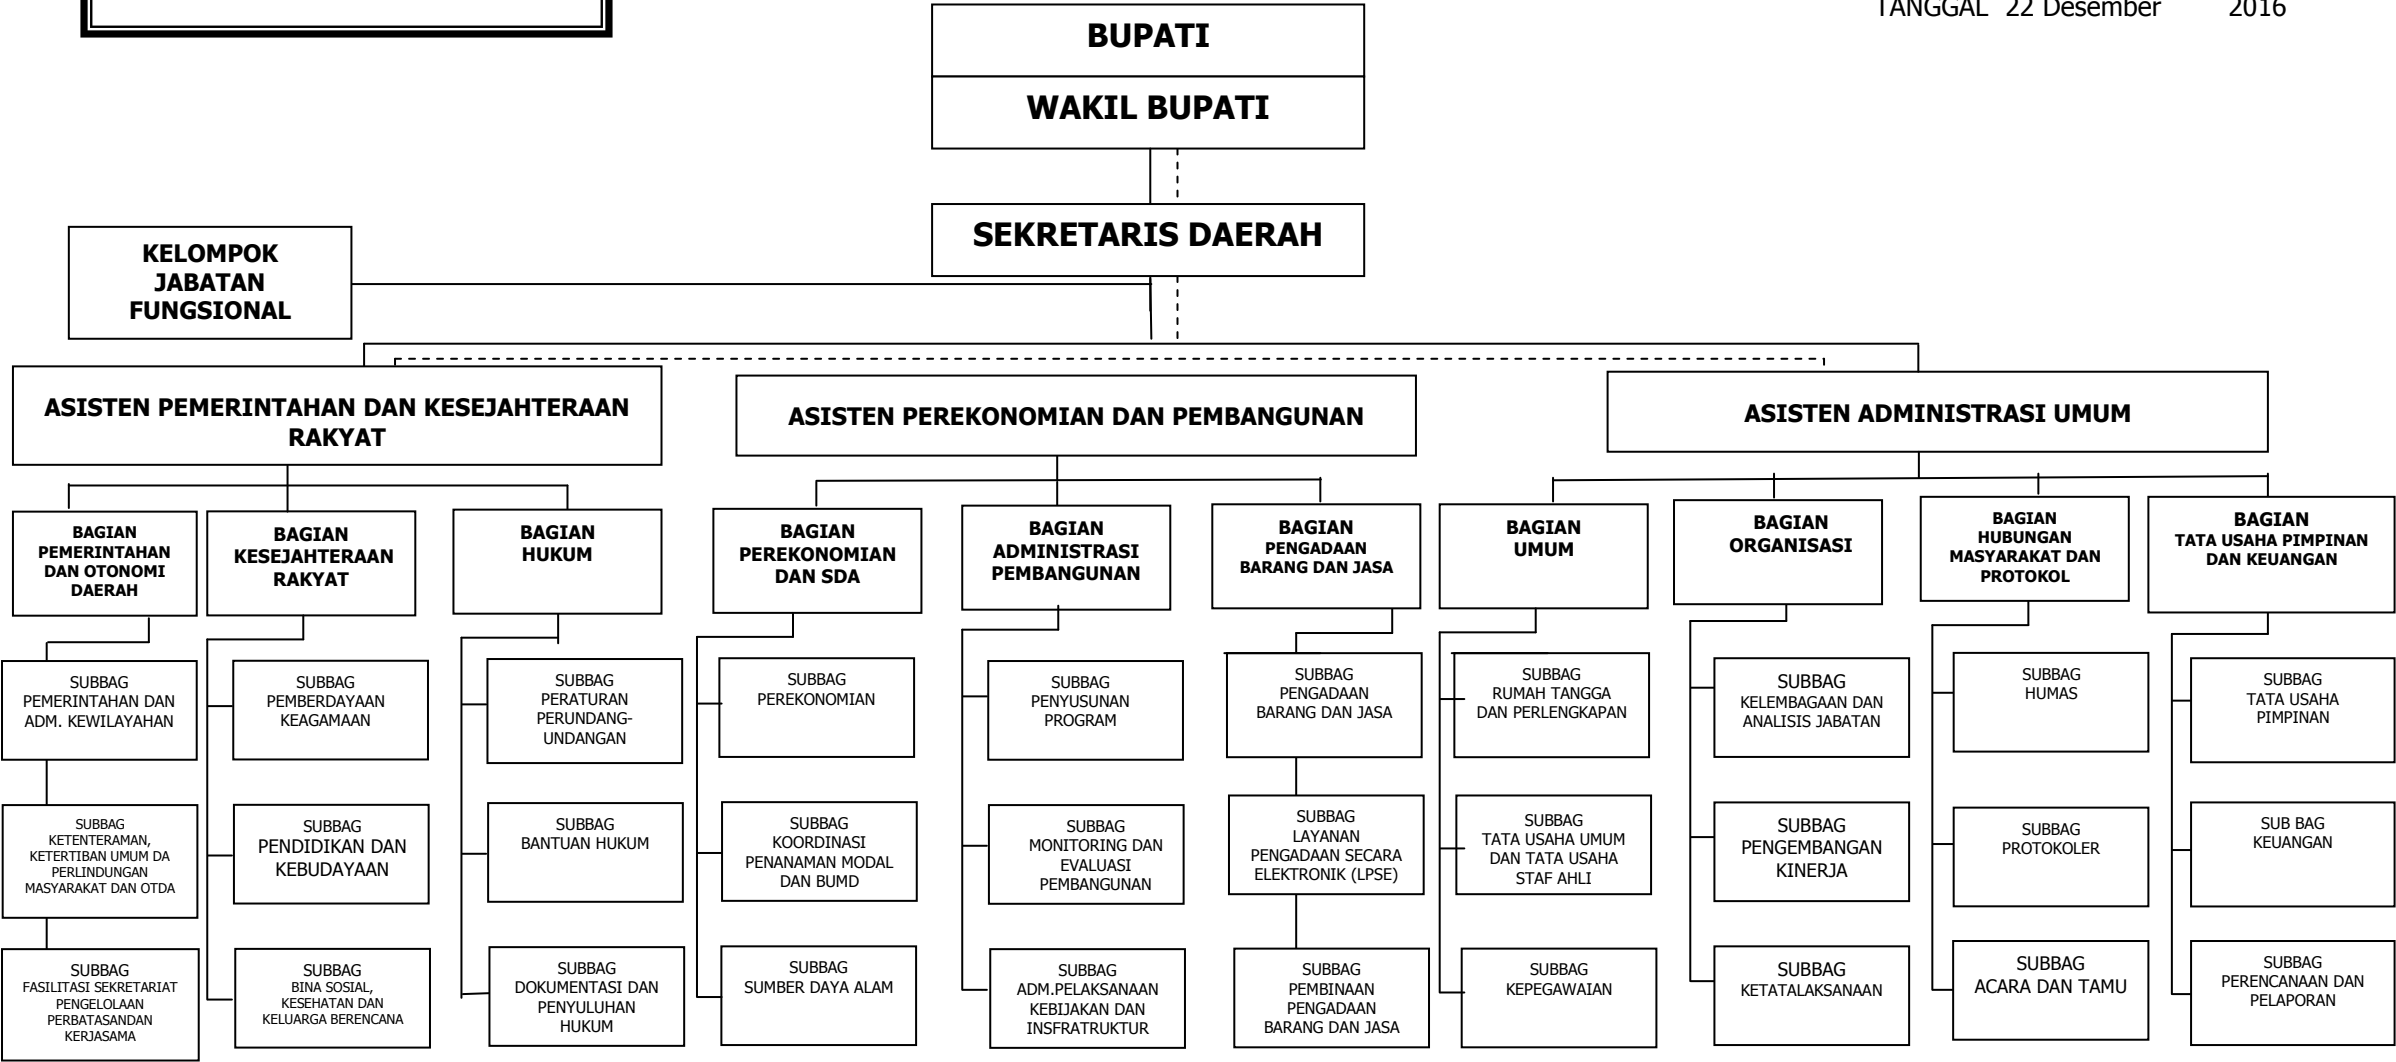 TANGGAL 22 Desember 2016
BUPATI
WAKIL BUPATI
SEKRETARIS DAERAH
KELOMPOK
JABATAN
FUNGSIONAL
ASISTEN PEMERINTAHAN DAN KESEJAHTERAAN
RAKYAT
ASISTEN PEREKONOMIAN DAN PEMBANGUNAN
ASISTEN ADMINISTRASI UMUM
BAGIAN
PEMERINTAHAN
DAN OTONOMI
DAERAH
BAGIAN
KESEJAHTERAAN
RAKYAT
BAGIAN
HUKUM
BAGIAN
PEREKONOMIAN
DAN SDA
BAGIAN
ADMINISTRASI
PEMBANGUNAN
BAGIAN
PENGADAAN
BARANG DAN JASA
BAGIAN
UMUM
BAGIAN
ORGANISASI
BAGIAN
HUBUNGAN
MASYARAKAT DAN
PROTOKOL
BAGIAN
TATA USAHA PIMPINAN
DAN KEUANGAN
SUBBAG
PEMERINTAHAN DAN
ADM. KEWILAYAHAN
SUBBAG
PEMBERDAYAAN
KEAGAMAAN
SUBBAG
PERATURAN
PERUNDANG-
UNDANGAN
SUBBAG
PEREKONOMIAN
SUBBAG
PENYUSUNAN
PROGRAM
SUBBAG
PENGADAAN
BARANG DAN JASA
SUBBAG
RUMAH TANGGA
DAN PERLENGKAPAN
SUBBAG
KELEMBAGAAN DAN
ANALISIS JABATAN
SUBBAG
HUMAS
SUBBAG
TATA USAHA
PIMPINAN
SUBBAG
KETENTERAMAN,
KETERTIBAN UMUM DA
PERLINDUNGAN
MASYARAKAT DAN OTDA
SUBBAG
PENDIDIKAN DAN
KEBUDAYAAN
SUBBAG
BANTUAN HUKUM
SUBBAG
KOORDINASI
PENANAMAN MODAL
DAN BUMD
SUBBAG
MONITORING DAN
EVALUASI
PEMBANGUNAN
SUBBAG
LAYANAN
PENGADAAN SECARA
ELEKTRONIK (LPSE)
SUBBAG
TATA USAHA UMUM
DAN TATA USAHA
STAF AHLI
SUBBAG
PENGEMBANGAN
KINERJA
SUBBAG
PROTOKOLER
SUB BAG
KEUANGAN
SUBBAG
FASILITASI SEKRETARIAT
PENGELOLAAN
PERBATASANDAN
KERJASAMA
SUBBAG
BINA SOSIAL,
KESEHATAN DAN
KELUARGA BERENCANA
SUBBAG
DOKUMENTASI DAN
PENYULUHAN
HUKUM
SUBBAG
SUMBER DAYA ALAM
SUBBAG
ADM.PELAKSANAAN
KEBIJAKAN DAN
INSFRATRUKTUR
SUBBAG
PEMBINAAN
PENGADAAN
BARANG DAN JASA
SUBBAG
KEPEGAWAIAN
SUBBAG
KETATALAKSANAAN
SUBBAG
ACARA DAN TAMU
SUBBAG
PERENCANAAN DAN
PELAPORAN